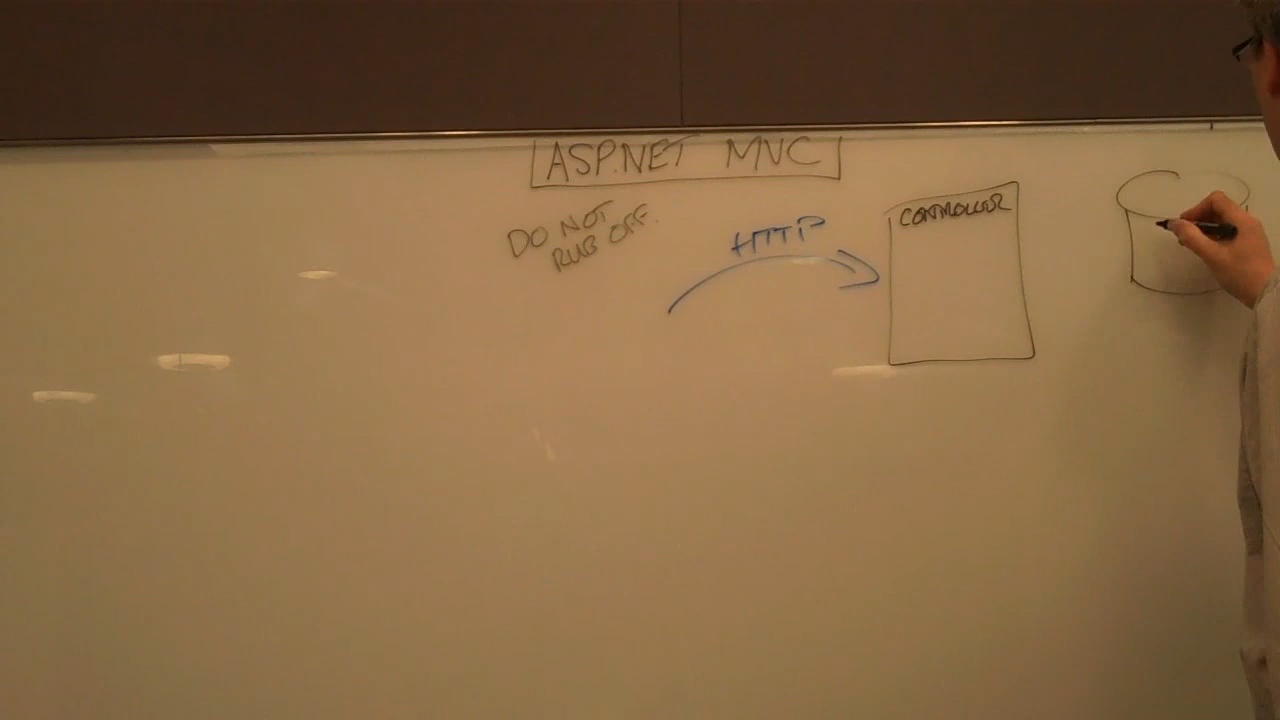 ASP.NET MVC
DO NOT
RUB OFF.
HTTP
CONTROLLER